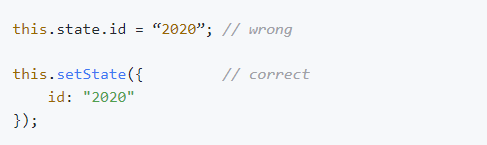 this.state.id = “2020”; // wrong
this.setState({         // correct
    id: "2020"
});